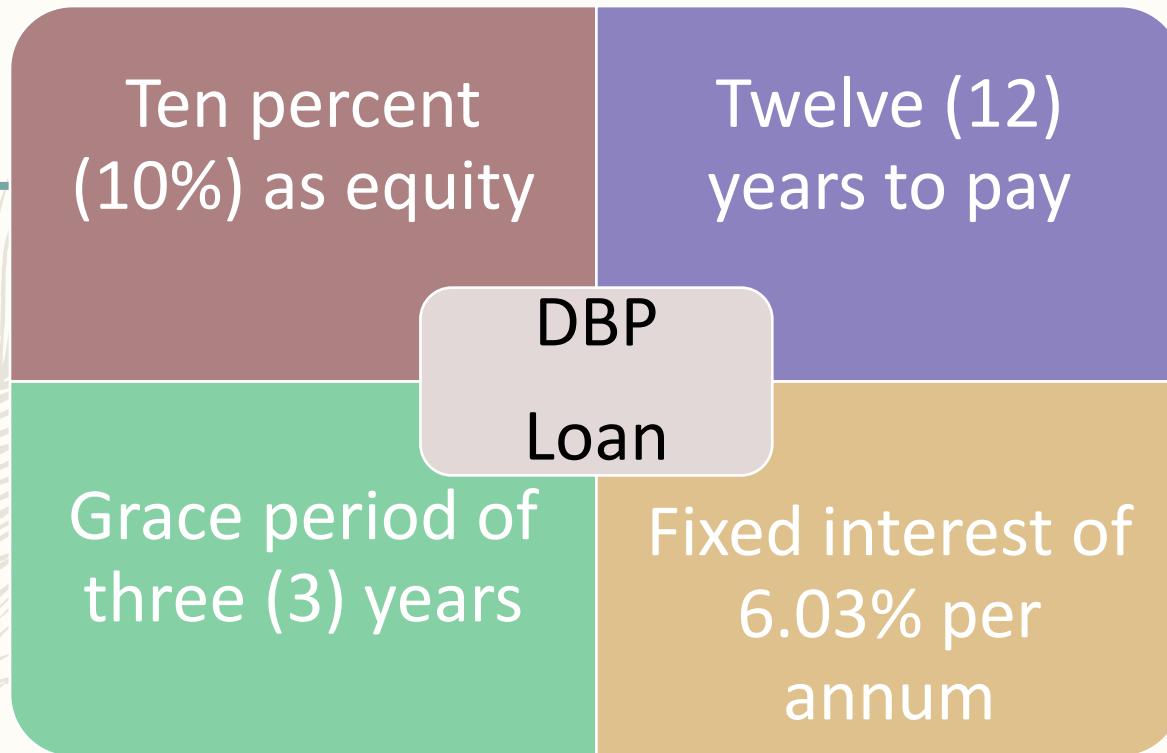 Ten percent
(10%) as equity
Twelve (12)
years to pay
DBP
Loan
Grace period of
three (3) years
Fixed interest of
6.03% per
annum